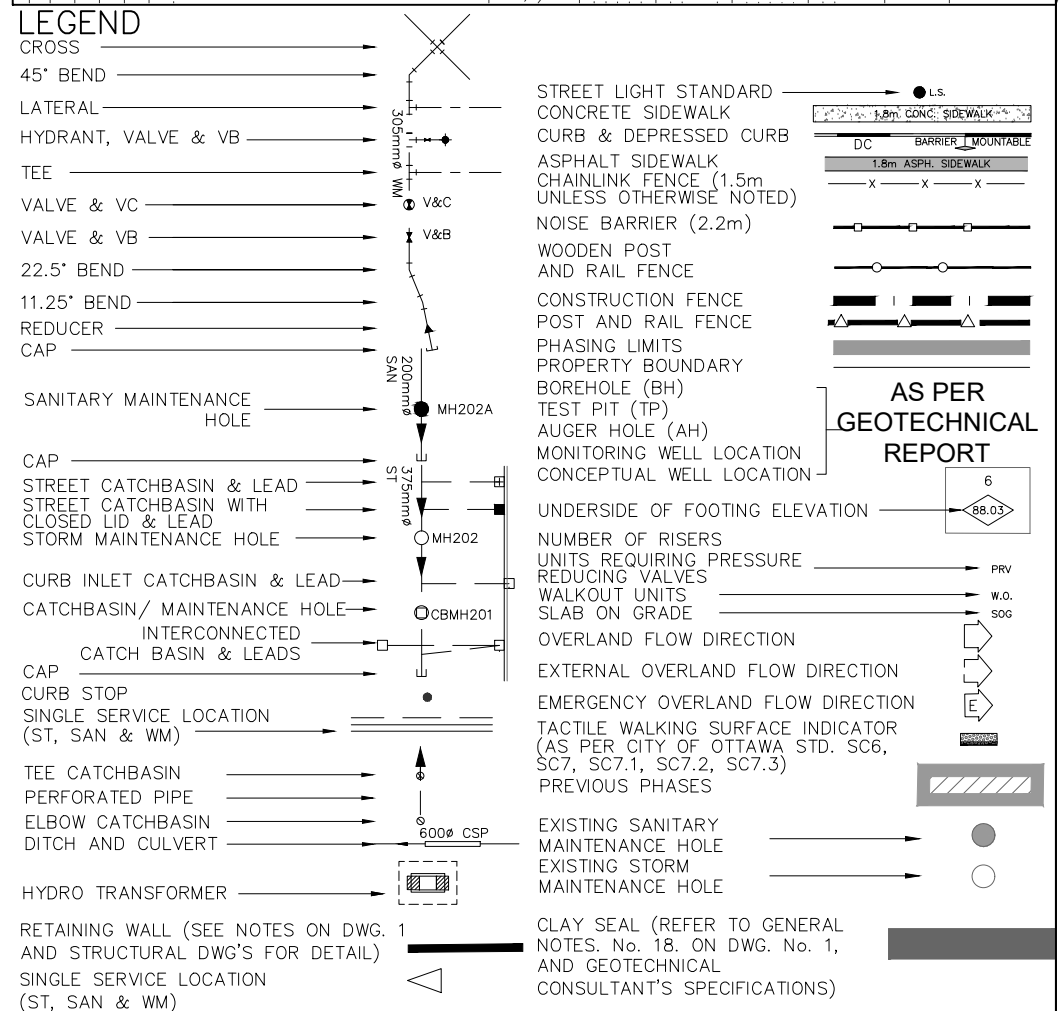 LEGEND
CROSS
45° BEND
LATERAL
HYDRANT, VALVE & VB
TEE
VALVE & VC
VALVE & VB
22.5° BEND
11.25° BEND
REDUCER
CAP
SANITARY MAINTENANCE
HOLE
CAP
STREET CATCHBASIN & LEAD
STREET CATCHBASIN WITH
CLOSED LID & LEAD
STORM MAINTENANCE HOLE
CURB INLET CATCHBASIN & LEAD
CATCHBASIN/ MAINTENANCE HOLE
INTERCONNECTED
CATCH BASIN & LEADS
CAP
CURB STOP
SINGLE SERVICE LOCATION
(ST, SAN & WM)
TEE CATCHBASIN
PERFORATED PIPE
ELBOW CATCHBASIN
DITCH AND CULVERT
HYDRO TRANSFORMER
RETAINING WALL (SEE NOTES ON DWG. 1
AND STRUCTURAL DWG'S FOR DETAIL)
SINGLE SERVICE LOCATION
(ST, SAN & WM)
305mmø WM
V&C
V&B
200mmø
SAN
MH202A
375mmø
ST
MH202
CBMH201
600ø CSP
STREET LIGHT STANDARD
L.S.
CONCRETE SIDEWALK
1.8m CONC. SIDEWALK
CURB & DEPRESSED CURB
DC BARRIER MOUNTABLE
ASPHALT SIDEWALK
1.8m ASPH. SIDEWALK
CHAINLINK FENCE (1.5m
UNLESS OTHERWISE NOTED)
X X X
NOISE BARRIER (2.2m)
WOODEN POST
AND RAIL FENCE
CONSTRUCTION FENCE
POST AND RAIL FENCE
PHASING LIMITS
PROPERTY BOUNDARY
BOREHOLE (BH)
TEST PIT (TP)
AUGER HOLE (AH)
MONITORING WELL LOCATION
CONCEPTUAL WELL LOCATION
AS PER
GEOTECHNICAL
REPORT
UNDERSIDE OF FOOTING ELEVATION
6
88.03
NUMBER OF RISERS
UNITS REQUIRING PRESSURE
REDUCING VALVES
PRV
WALKOUT UNITS
W.O.
SLAB ON GRADE
SOG
OVERLAND FLOW DIRECTION
EXTERNAL OVERLAND FLOW DIRECTION
EMERGENCY OVERLAND FLOW DIRECTION
E
TACTILE WALKING SURFACE INDICATOR
(AS PER CITY OF OTTAWA STD. SC6,
SC7, SC7.1, SC7.2, SC7.3)
PREVIOUS PHASES
EXISTING SANITARY
MAINTENANCE HOLE
EXISTING STORM
MAINTENANCE HOLE
CLAY SEAL (REFER TO GENERAL
NOTES. No. 18. ON DWG. No. 1,
AND GEOTECHNICAL
CONSULTANT'S SPECIFICATIONS)